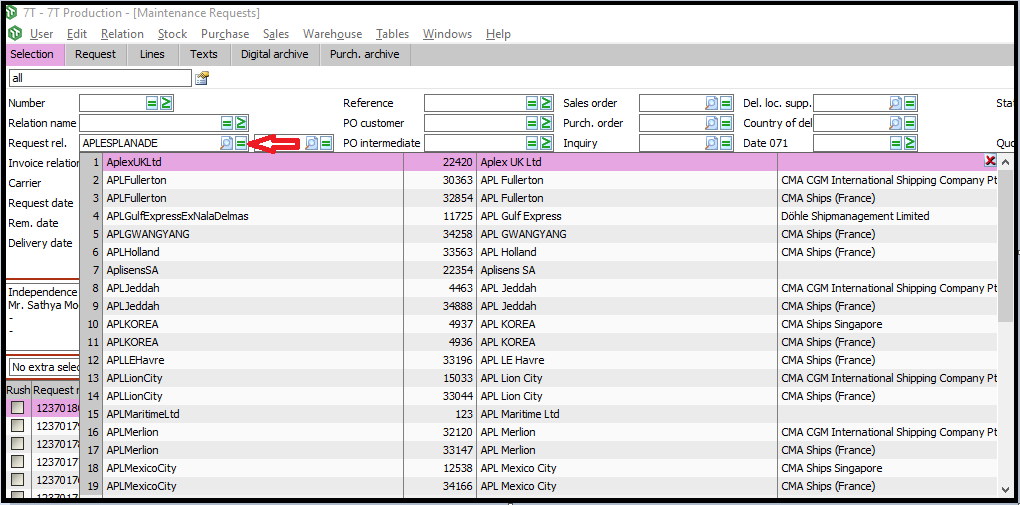 7T - 7T Production - [Maintenance Requests]
User Edit Relation Stock Purchase Sales Warehouse Tables Windows Help
Selection Request Lines Texts Digital archive Purch. archive
all
Number Reference Sales order Del. loc. supp.
Relation name PO customer Purch. order Country of del
Request rel. APLESPLANADE PO intermediate Inquiry Date 071
Invoice relation
Carrier
Request date
Rem. date
Delivery date
1 AplexUKLtd 22420 Aplex UK Ltd
2 APLFullerton 30363 APL Fullerton CMA CGM International Shipping Company Pt
3 APLFullerton 32854 APL Fullerton CMA Ships (France)
4 APLGulfExpressExNalaDelmas 11725 APL Gulf Express Döhle Shipmanagement Limited
5 APLGWANGYANG 34258 APL GWANGYANG CMA Ships (France)
6 APLHolland 33563 APL Holland CMA Ships (France)
7 AplisensSA 22354 Aplisens SA
8 APLJeddah 4463 APL Jeddah CMA CGM International Shipping Company Pt
9 APLJeddah 34888 APL Jeddah CMA Ships (France)
10 APLKOREA 4937 APL KOREA CMA Ships Singapore
11 APLKOREA 4936 APL KOREA CMA Ships (France)
12 APLLEHavre 33196 APL LE Havre CMA Ships (France)
13 APLLionCity 15033 APL Lion City CMA CGM International Shipping Company Pt
14 APLLionCity 33044 APL Lion City CMA Ships (France)
15 APLMaritimeLtd 123 APL Maritime Ltd
16 APLMerlion 32120 APL Merlion CMA CGM International Shipping Company Pt
17 APLMerlion 33147 APL Merlion CMA Ships (France)
18 APLMexicoCity 12538 APL Mexico City CMA Ships Singapore
19 APLMexicoCity 34166 APL Mexico City CMA Ships (France)
Independence
Mr. Sathya Mo
-
-
No extra selec
Rush Request
1237018
1237017
1237017
1237017
1237017
1237017